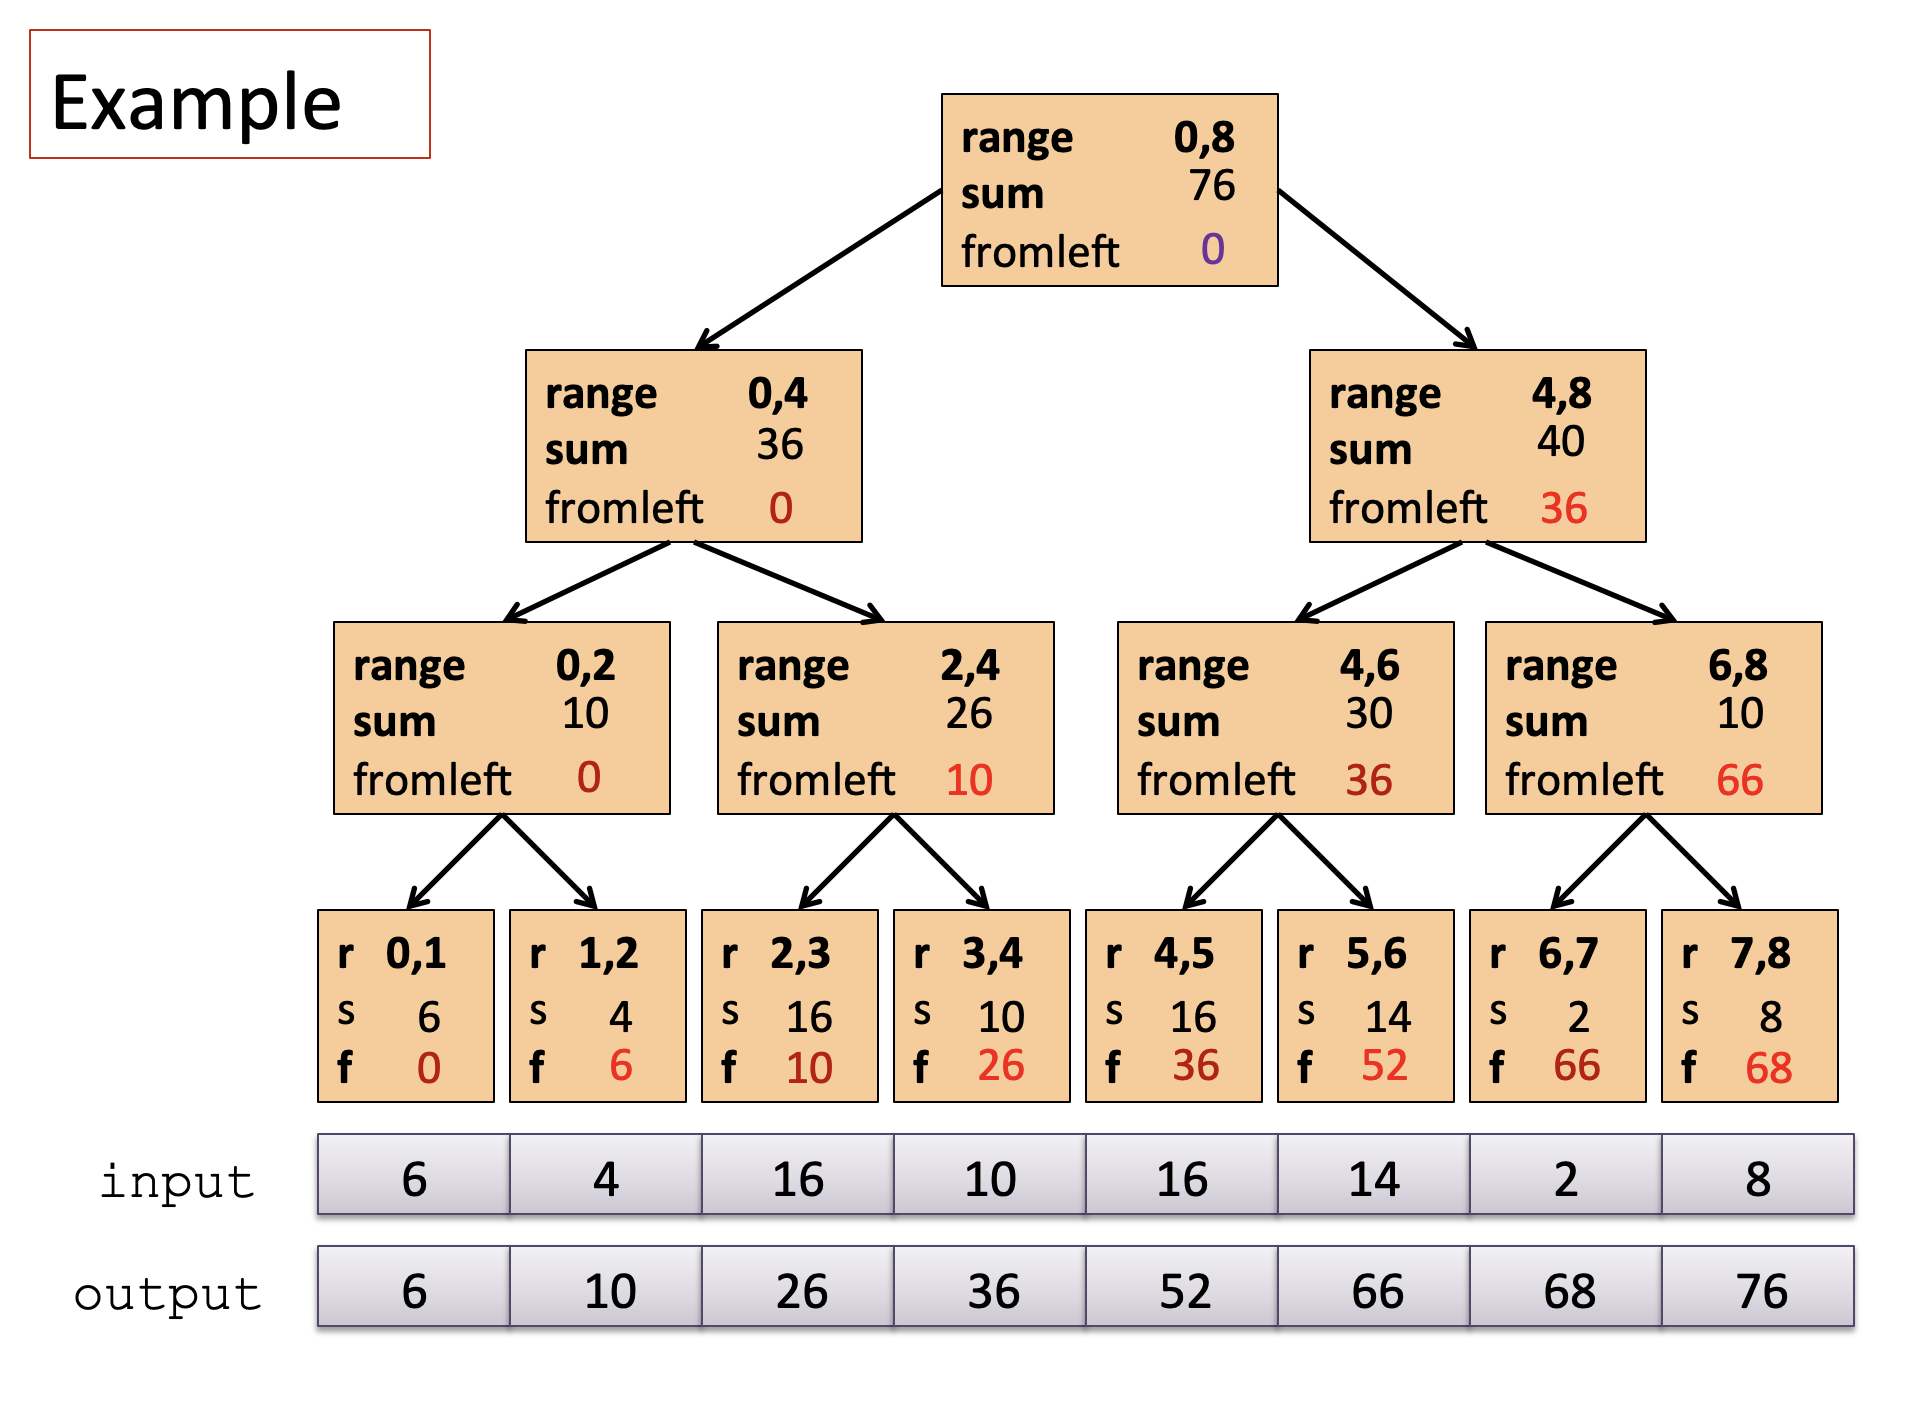 Example
range 0,8
sum 76
fromleft 0
range 0,4
sum 36
fromleft 0
range 4,8
sum 40
fromleft 36
range 0,2
sum 10
fromleft 0
range 2,4
sum 26
fromleft 10
range 4,6
sum 30
fromleft 36
range 6,8
sum 10
fromleft 66
r 0,1
s 6
f 0
r 1,2
s 4
f 6
r 2,3
s 16
f 10
r 3,4
s 10
f 26
r 4,5
s 16
f 36
r 5,6
s 14
f 52
r 6,7
s 2
f 66
r 7,8
s 8
f 68
input 6 4 16 10 16 14 2 8
output 6 10 26 36 52 66 68 76